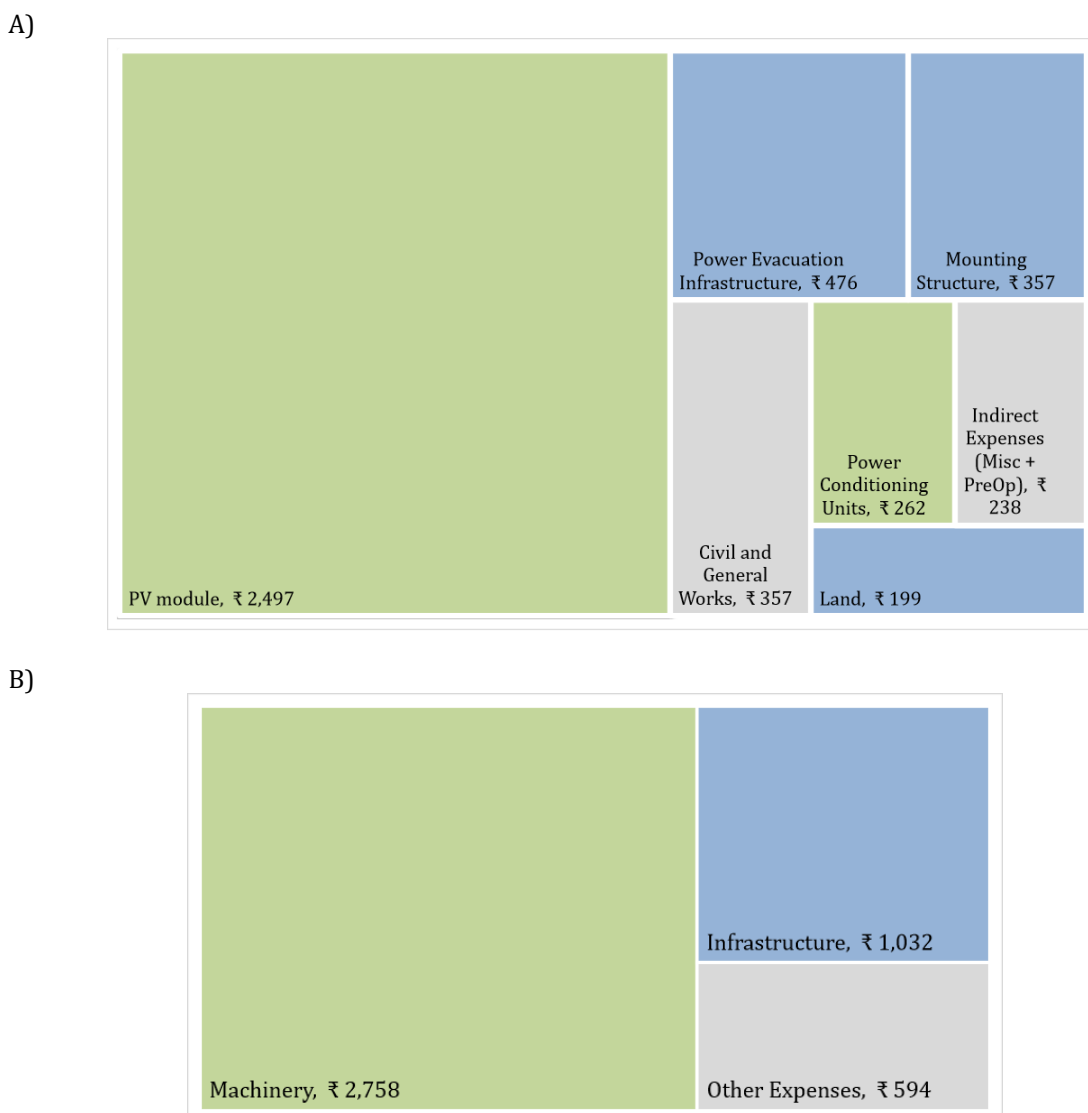 A)
Power Evacuation
Infrastructure, ₹ 476
Mounting
Structure, ₹ 357
PV module, ₹ 2,497
Civil and
General
Works, ₹ 357
Power
Conditioning
Units, ₹ 262
Indirect
Expenses
(Misc +
PreOp), ₹
238
Land, ₹ 199
B)
Machinery, ₹ 2,758
Infrastructure, ₹ 1,032
Other Expenses, ₹ 594